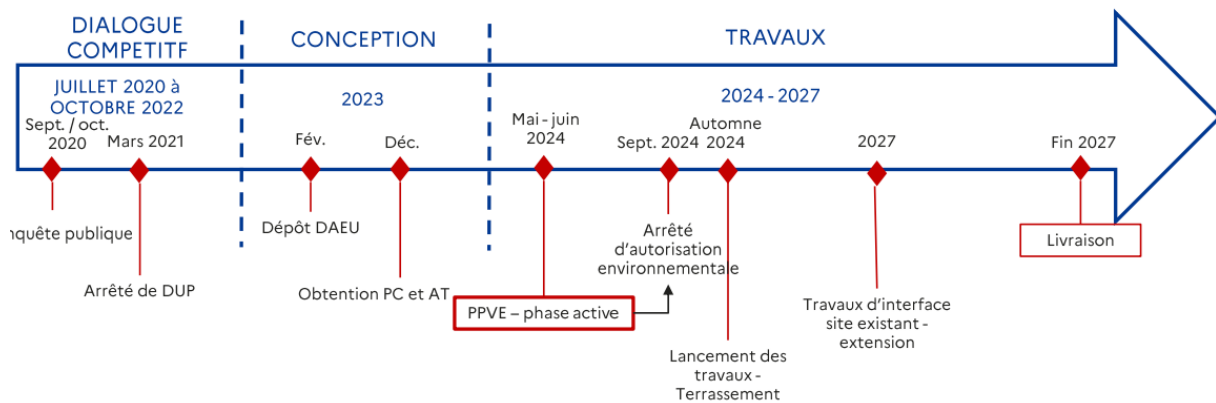 DIALOGUE
COMPETITF
CONCEPTION
TRAVAUX
JUILLET 2020 à
OCTOBRE 2022
2023
2024 - 2027
Sept. / oct.
2020
Mars 2021
Fév.
Déc.
Mai - juin
2024
Sept. 2024
Automne
2024
2027
Fin 2027
nquête publique
Arrêté de DUP
Dépôt DAEU
Obtention PC et AT
PPVE – phase active
Arrêté
d'autorisation
environnementale
Lancement des
travaux -
Terrassement
Travaux d'interface
site existant -
extension
Livraison